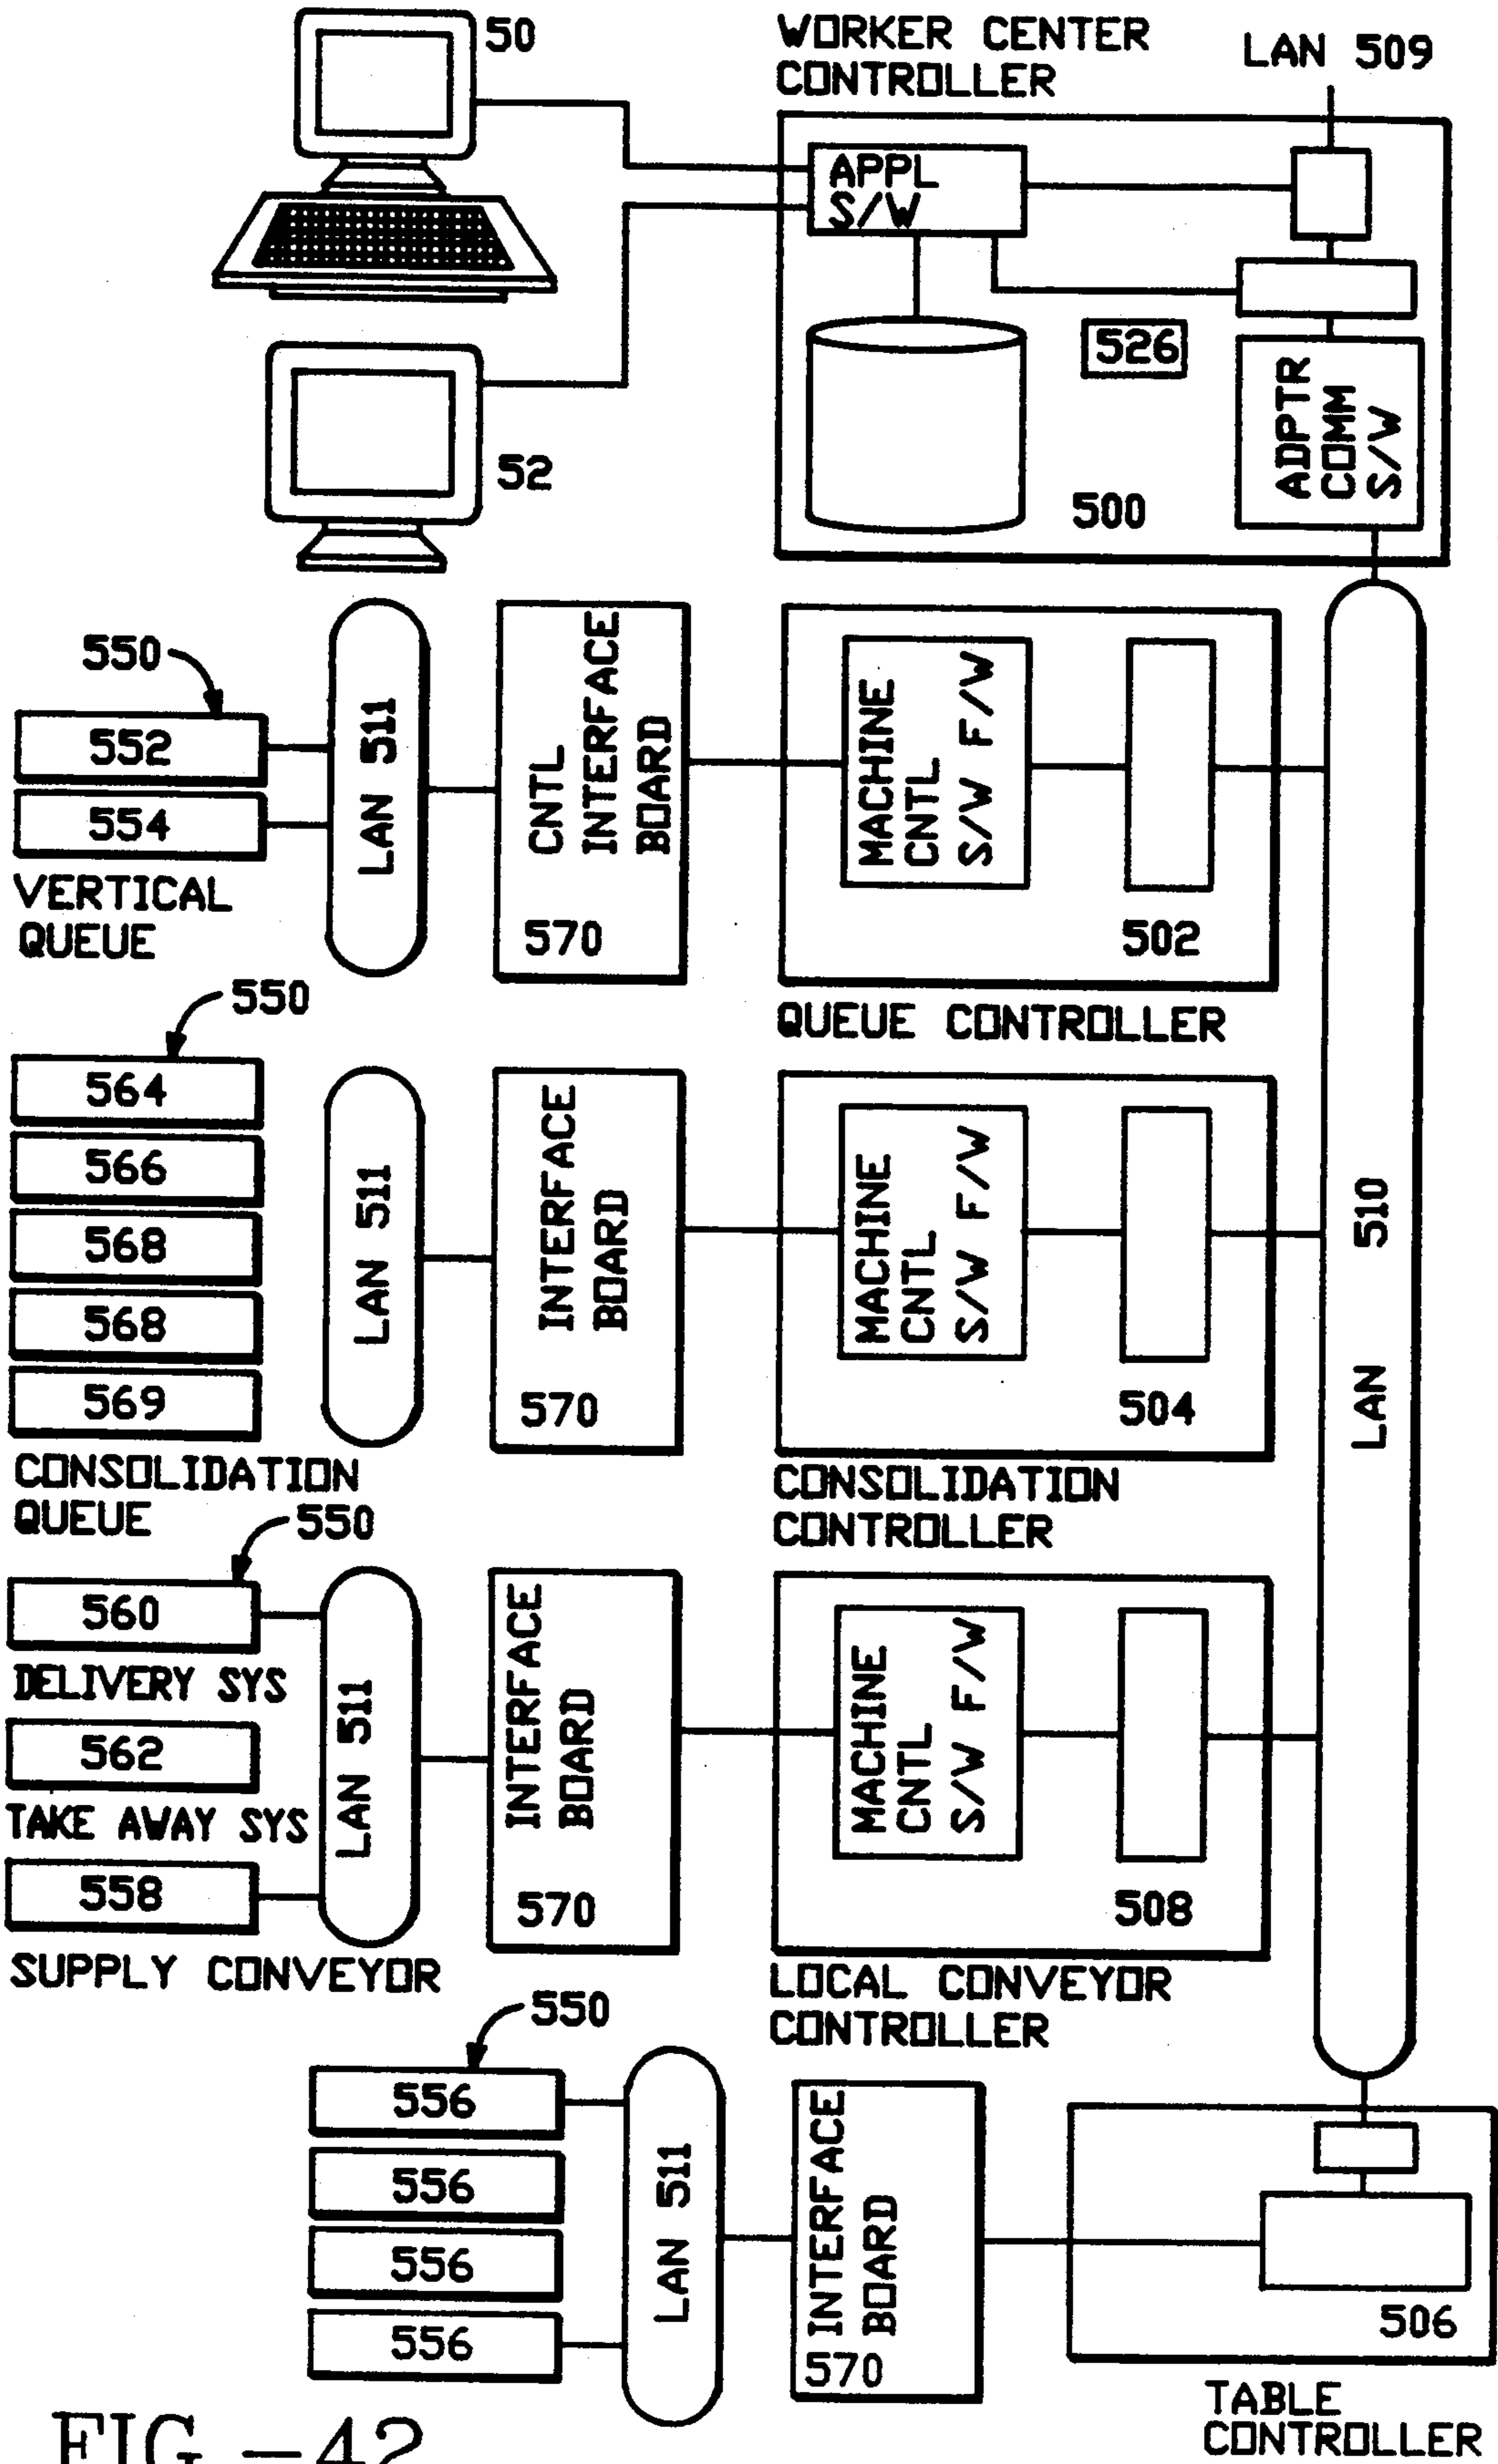 50
WORKER CENTER
CONTROLLER
LAN 509
APPL
S/W
526
ADPTR
COMM
S/W
500
52
550
552
554
VERTICAL
QUEUE
LAN 511
CNTL
INTERFACE
BOARD
570
MACHINE
CNTL
S/W F/W
502
QUEUE CONTROLLER
LAN 510
550
564
566
568
568
569
CONSOLIDATION
QUEUE
LAN 511
INTERFACE
BOARD
570
MACHINE
CNTL
S/W F/W
504
CONSOLIDATION
CONTROLLER
550
560
DELIVERY SYS
562
TAKE AWAY SYS
558
SUPPLY CONVEYOR
LAN 511
INTERFACE
BOARD
570
MACHINE
CNTL
S/W F/W
508
LOCAL CONVEYOR
CONTROLLER
550
556
556
556
556
LAN 511
INTERFACE
BOARD
570
506
TABLE
CONTROLLER
FIG.-42